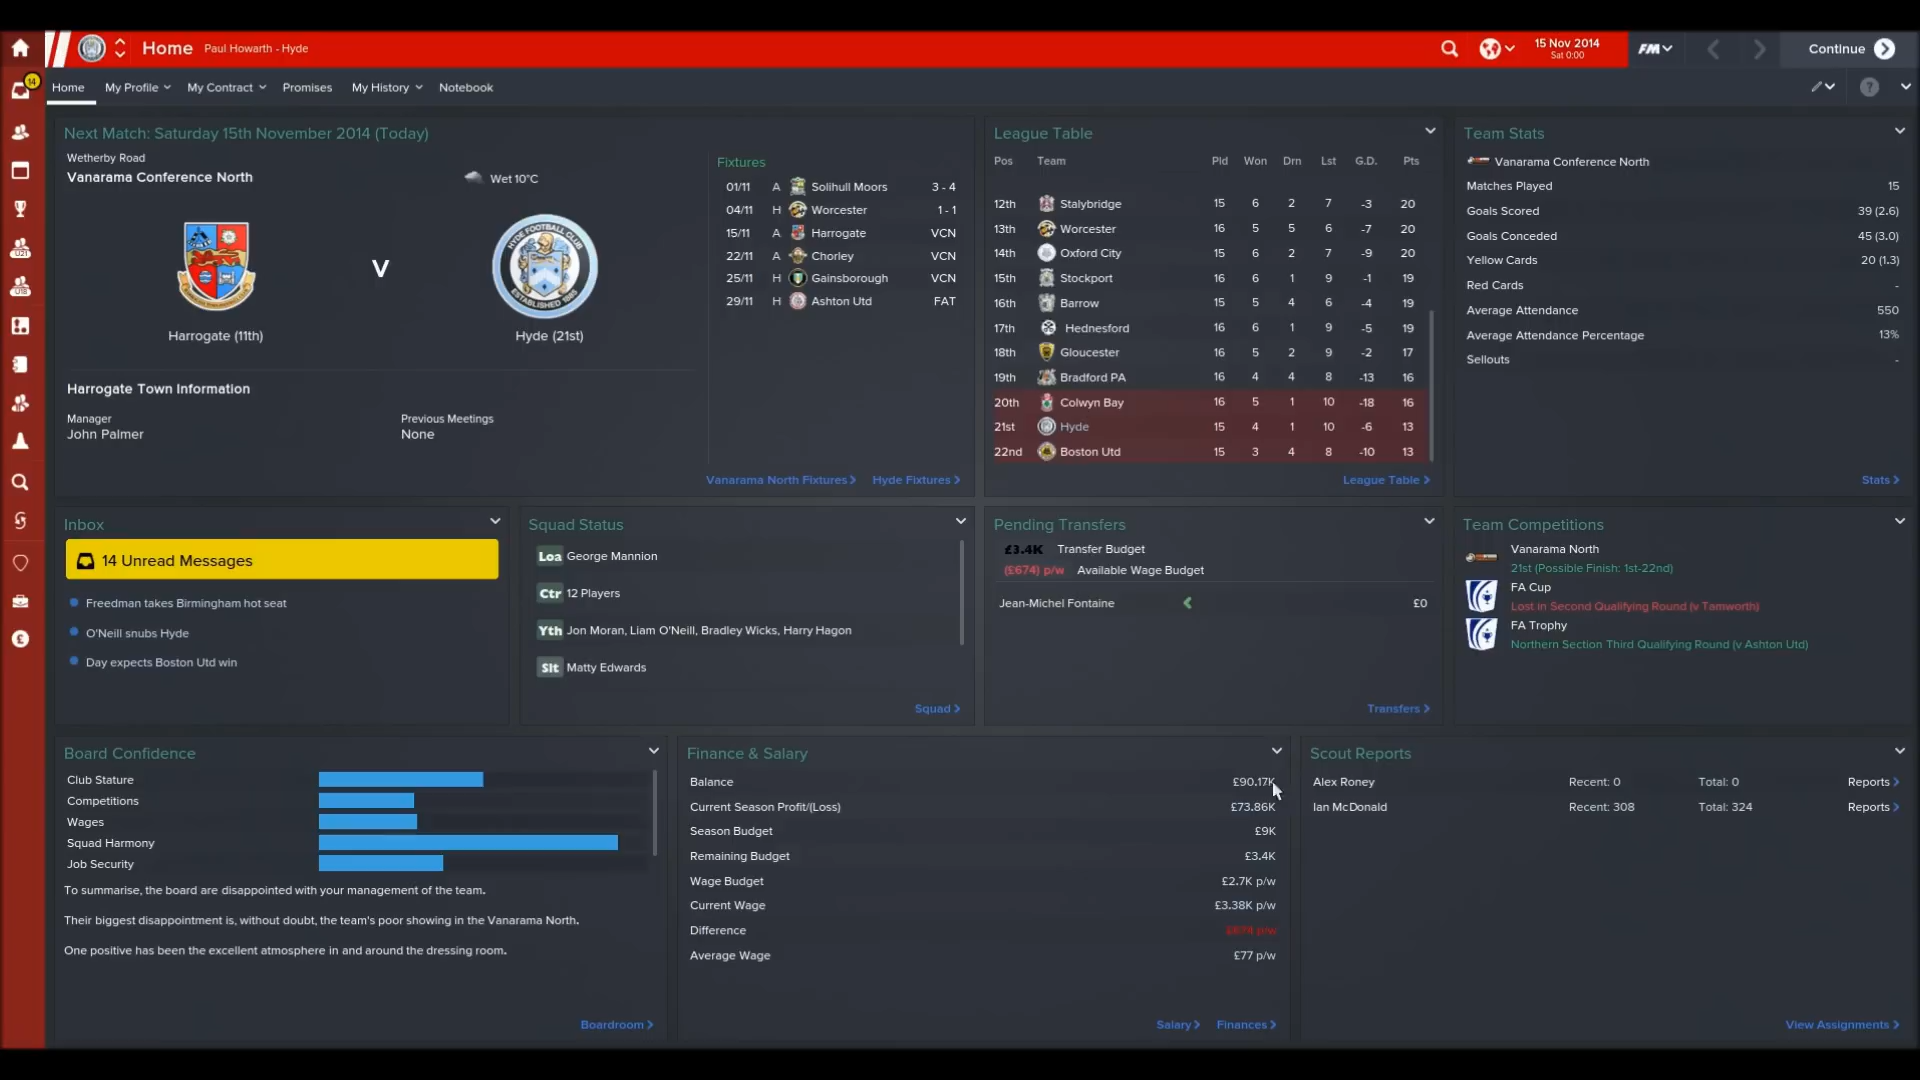 Home Paul Howarth - Hyde 15 Nov 2014 Sat 0:00 FM Continue
14
Home My Profile My Contract Promises My History Notebook
Next Match: Saturday 15th November 2014 (Today)
Wetherby Road
Vanarama Conference North
Wet 10°C
HYDE FOOTBALL CLUB
ESTABLISHED 1885
V
Harrogate (11th) Hyde (21st)
Harrogate Town Information
Manager Previous Meetings
John Palmer None
Fixtures
01/11 A Solihull Moors 3 - 4
04/11 H Worcester 1 - 1
15/11 A Harrogate VCN
22/11 A Chorley VCN
25/11 H Gainsborough VCN
29/11 H Ashton Utd FAT
Vanarama North Fixtures Hyde Fixtures
League Table
Pos Team Pld Won Drn Lst G.D. Pts
12th Stalybridge 15 6 2 7 -3 20
13th Worcester 16 5 5 6 -7 20
14th Oxford City 15 6 2 7 -9 20
15th Stockport 16 6 1 9 -1 19
16th Barrow 15 5 4 6 -4 19
17th Hednesford 16 6 1 9 -5 19
18th Gloucester 16 5 2 9 -2 17
19th Bradford PA 16 4 4 8 -13 16
20th Colwyn Bay 16 5 1 10 -18 16
21st Hyde 15 4 1 10 -6 13
22nd Boston Utd 15 3 4 8 -10 13
League Table
Team Stats
Vanarama Conference North
Matches Played 15
Goals Scored 39 (2.6)
Goals Conceded 45 (3.0)
Yellow Cards 20 (1.3)
Red Cards -
Average Attendance 550
Average Attendance Percentage 13%
Sellouts -
Stats
U21
U18
Inbox
14 Unread Messages
Freedman takes Birmingham hot seat
O'Neill snubs Hyde
Day expects Boston Utd win
Squad Status
Loa George Mannion
Ctr 12 Players
Yth Jon Moran, Liam O'Neill, Bradley Wicks, Harry Hagon
Slt Matty Edwards
Squad
Pending Transfers
£3.4K Transfer Budget
(£674) p/w Available Wage Budget
Jean-Michel Fontaine £0
Transfers
Team Competitions
Vanarama North
21st (Possible Finish: 1st-22nd)
FA Cup
Lost in Second Qualifying Round (v Tamworth)
FA Trophy
Northern Section Third Qualifying Round (v Ashton Utd)
Board Confidence
Club Stature
Competitions
Wages
Squad Harmony
Job Security
To summarise, the board are disappointed with your management of the team.
Their biggest disappointment is, without doubt, the team's poor showing in the Vanarama North.
One positive has been the excellent atmosphere in and around the dressing room.
Boardroom
Finance & Salary
Balance £90.17K
Current Season Profit/(Loss) £73.86K
Season Budget £9K
Remaining Budget £3.4K
Wage Budget £2.7K p/w
Current Wage £3.38K p/w
Difference £674 p/w
Average Wage £77 p/w
Salary Finances
Scout Reports
Alex Roney Recent: 0 Total: 0 Reports
Ian McDonald Recent: 308 Total: 324 Reports
View Assignments